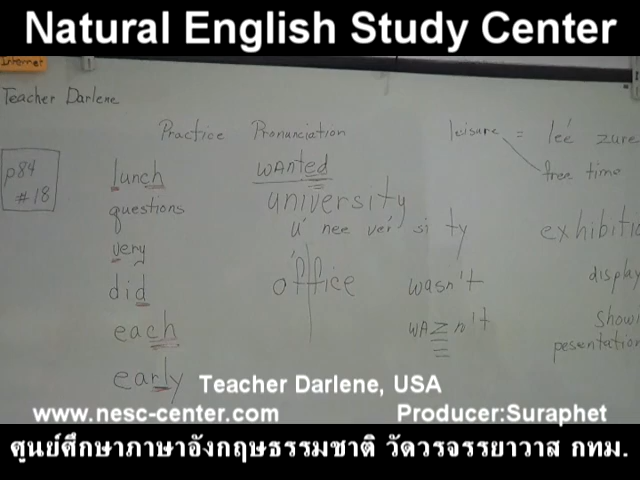 Natural English Study Center
Internet
Teacher Darlene
Practice Pronunciation
leisure = leé zure
free time
p84
#18
lunch
wanted
questions
university
u' nee ver' si ty
very
exhibitio
did
office
wasn't
display
each
wazn't
show
pesentation
early
Teacher Darlene, USA
www.nesc-center.com
Producer:Suraphet
ศูนย์ศึกษาภาษาอังกฤษธรรมชาติ วัดวรจรรยาวาส กทม.